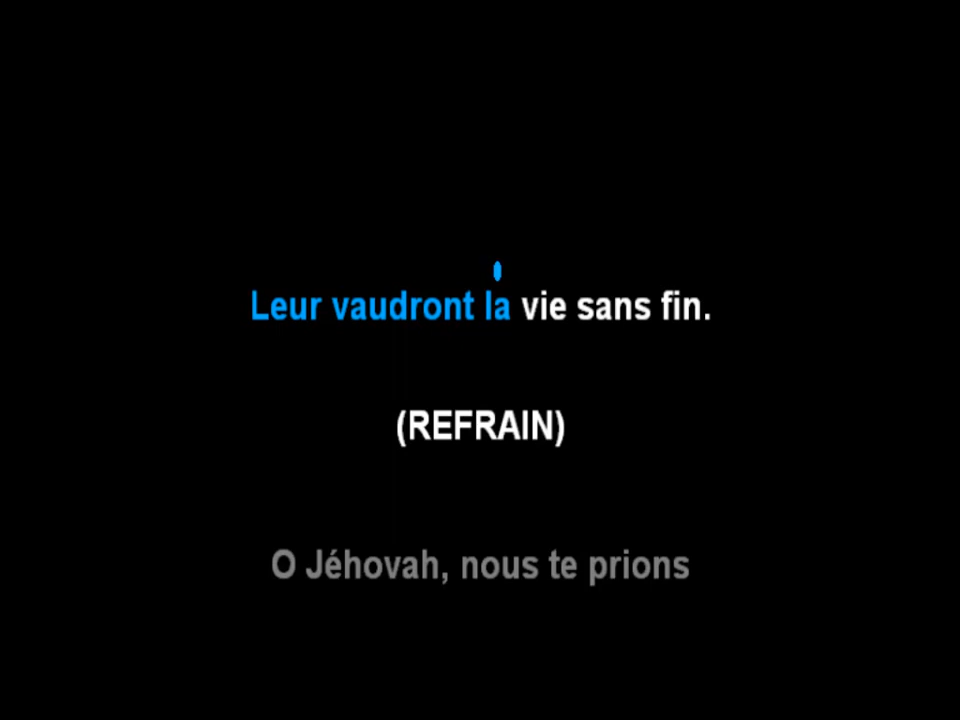 Leur vaudront la vie sans fin.
(REFRAIN)
O Jéhovah, nous te prions